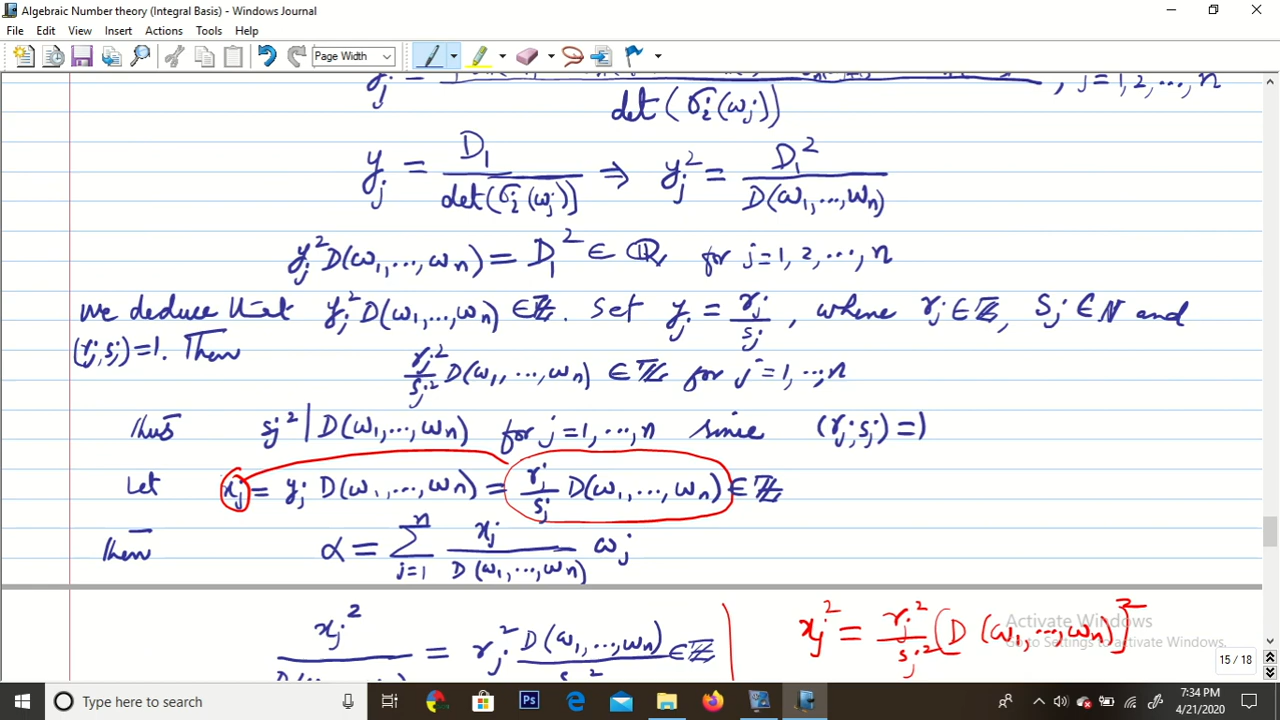 Algebraic Number theory (Integral Basis) - Windows Journal
File Edit View Insert Actions Tools Help
Page Width
, j = 1, 2, ..., n
det(σi(ωj))
yj = D1 / det(σi(ωj)) ⇒ yj² = D1² / D(ω1, ..., ωn)
yj² D(ω1, ..., ωn) = D1² ∈ Q for j = 1, 2, ..., n
we deduce that yj² D(ω1, ..., ωn) ∈ Z. Set yj = rj/sj, where rj ∈ Z, sj ∈ N and
(rj, sj) = 1. Then
rj²/sj² D(ω1, ..., ωn) ∈ Z for j = 1, ..., n
Thus sj² | D(ω1, ..., ωn) for j = 1, ..., n since (rj, sj) = 1
Let xj = yj D(ω1, ..., ωn) = rj/sj D(ω1, ..., ωn) ∈ Z
Then α = ∑_{j=1}^{n} xj / D(ω1, ..., ωn) ωj
xj² = rj² D(ω1, ..., ωn) ∈ Z
xj² = rj²/sj² (D(ω1, ..., ωn))²
Activate Windows
Go to Settings to activate Windows.
15 / 18
Type here to search
7:34 PM
4/21/2020